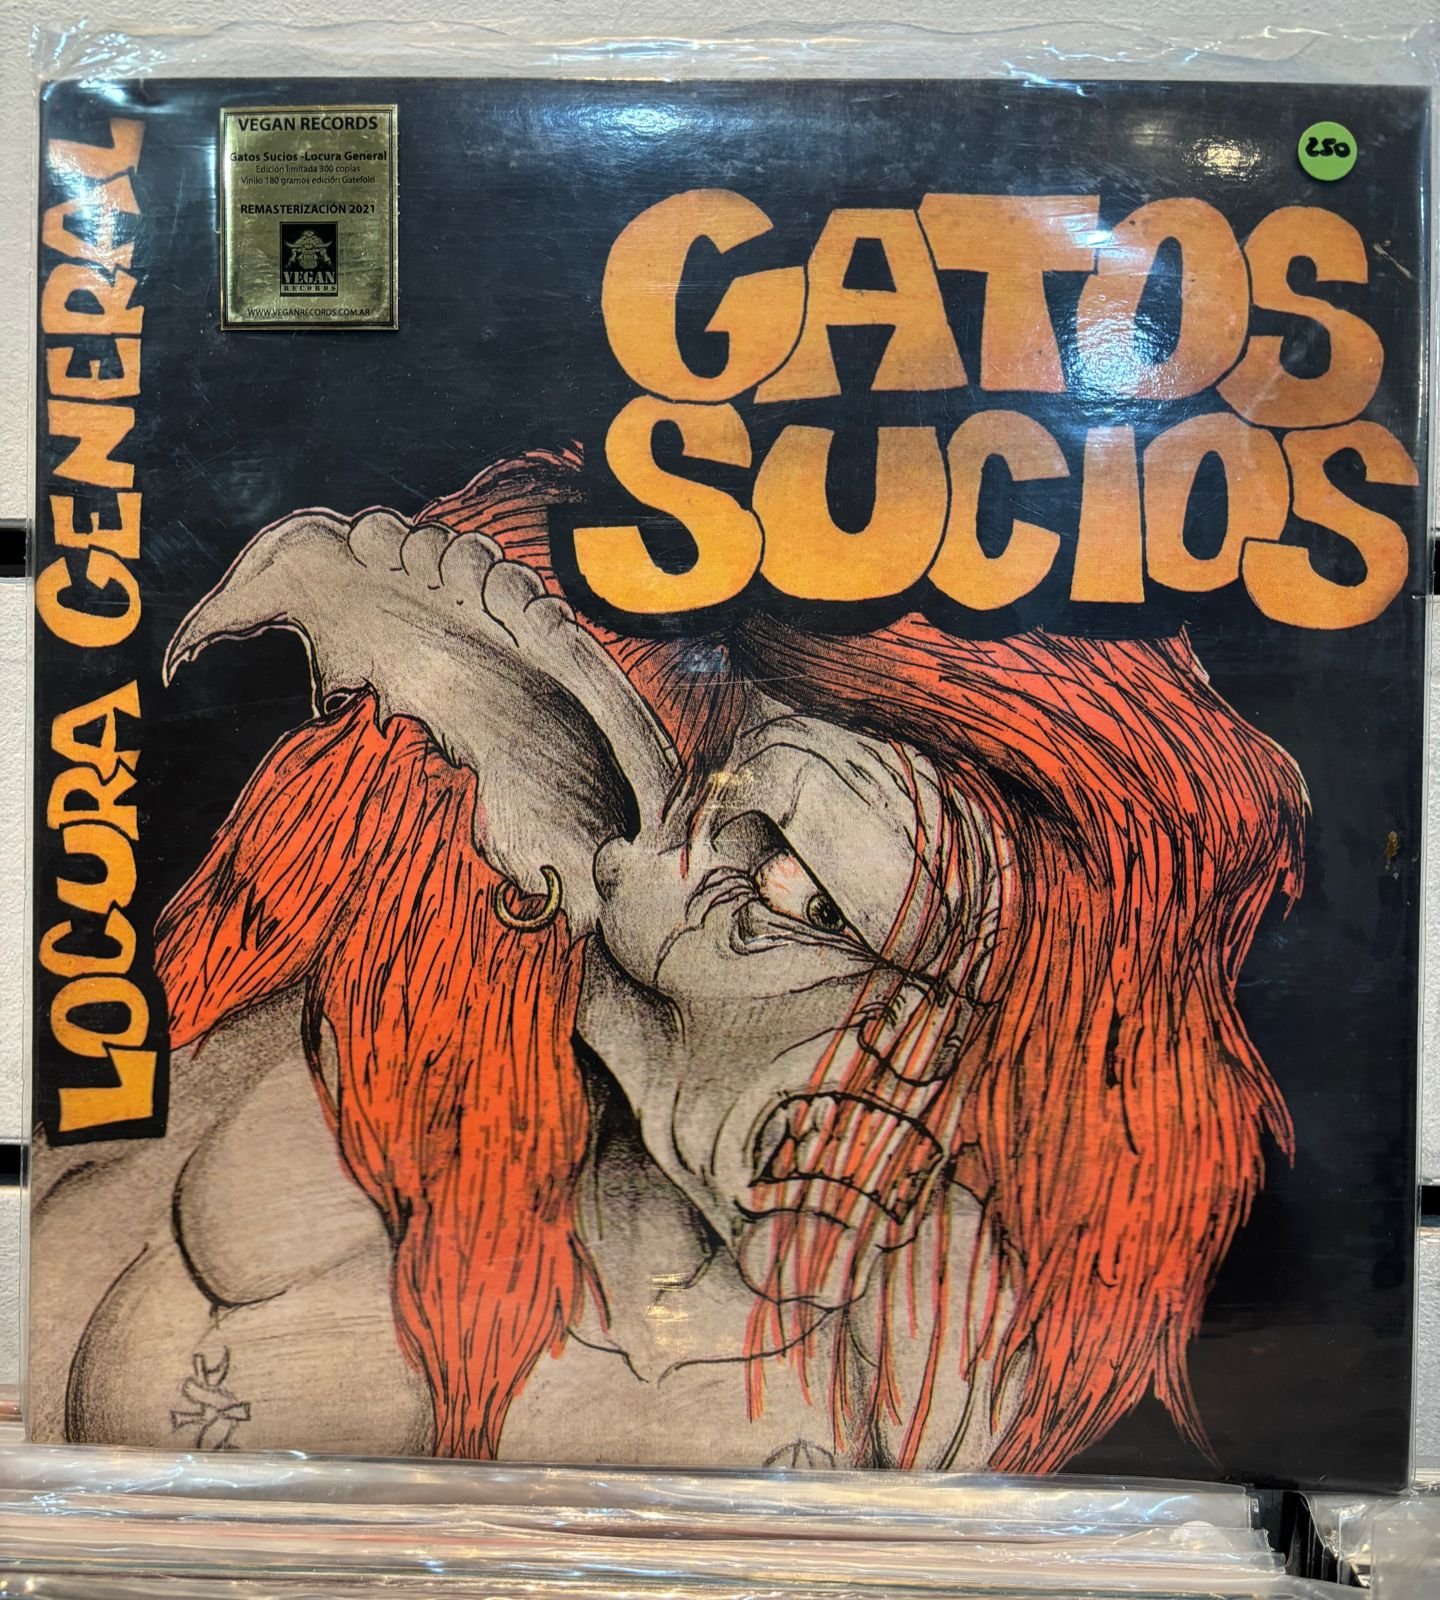 VEGAN RECORDS
Gatos Sucios -Locura General
Edición limitada 300 copias
Vinilo 180 gramos edición Gatefold
REMASTERIZACIÓN 2021
VEGAN
RECORDS
WWW.VEGANRECORDS.COM.AR
250
GATOS
SUCIOS
LOCURA GENERAL